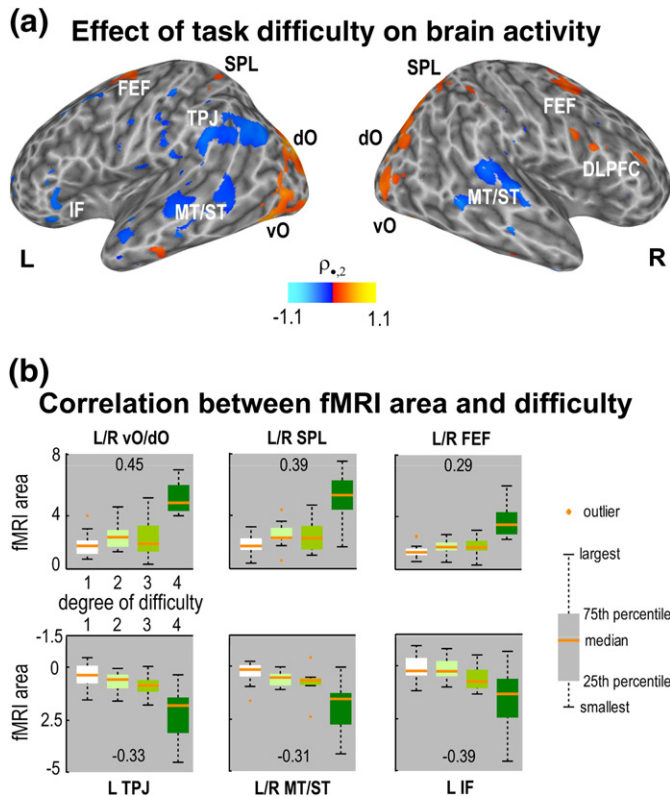 (a) Effect of task difficulty on brain activity
SPL
SPL
FEF
FEF
TPJ
dO
dO
DLPFC
IF
MT/ST
MT/ST
vO
vO
L
R
ρ•,2
-1.1
1.1
(b)
Correlation between fMRI area and difficulty
L/R vO/dO
L/R SPL
L/R FEF
8
0.45
0.39
0.29
fMRI area
4
0
1 2 3 4
degree of difficulty
1 2 3 4
outlier
largest
75th percentile
median
25th percentile
smallest
-1.5
fMRI area
0
2.5
-5
-0.33
-0.31
-0.39
L TPJ
L/R MT/ST
L IF